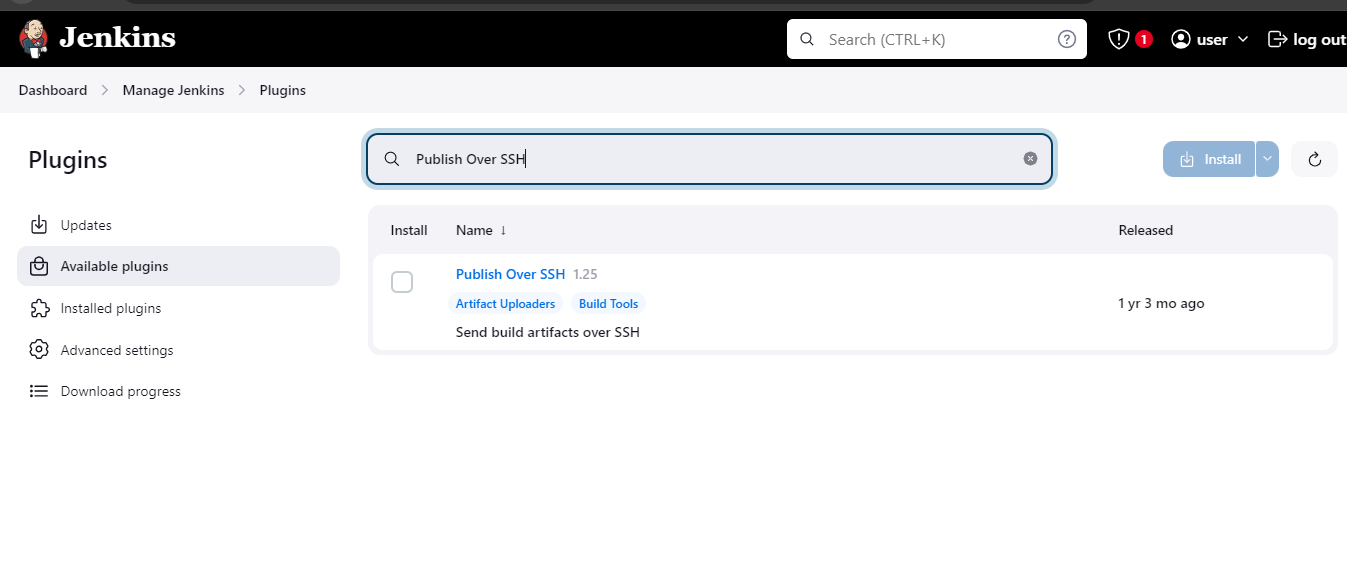 Jenkins
Search (CTRL+K)
?
1
user
log out
Dashboard > Manage Jenkins > Plugins
Plugins
Publish Over SSH
Install
Updates
Available plugins
Installed plugins
Advanced settings
Download progress
Install Name ↓ Released
Publish Over SSH 1.25
Artifact Uploaders Build Tools
1 yr 3 mo ago
Send build artifacts over SSH